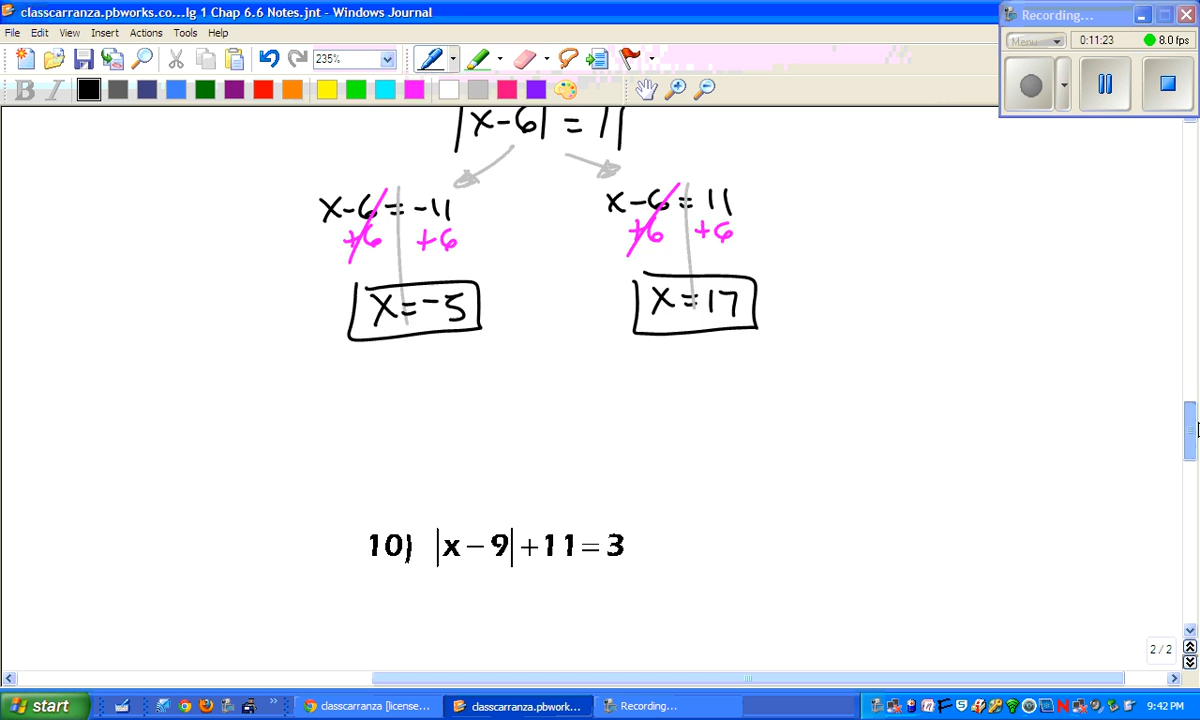 classcarranza.pbworks.co...lg 1 Chap 6.6 Notes.jnt - Windows Journal
Recording...
File Edit View Insert Actions Tools Help
Menu 0:11:23 8.0 fps
235%
B I
|x-6| = 11
x-6 = -11 x-6 = 11
+6 +6 +6 +6
x = -5 x = 17
10) |x − 9| + 11 = 3
2 / 2
start classcarranza [license... classcarranza.pbwork... Recording... 9:42 PM